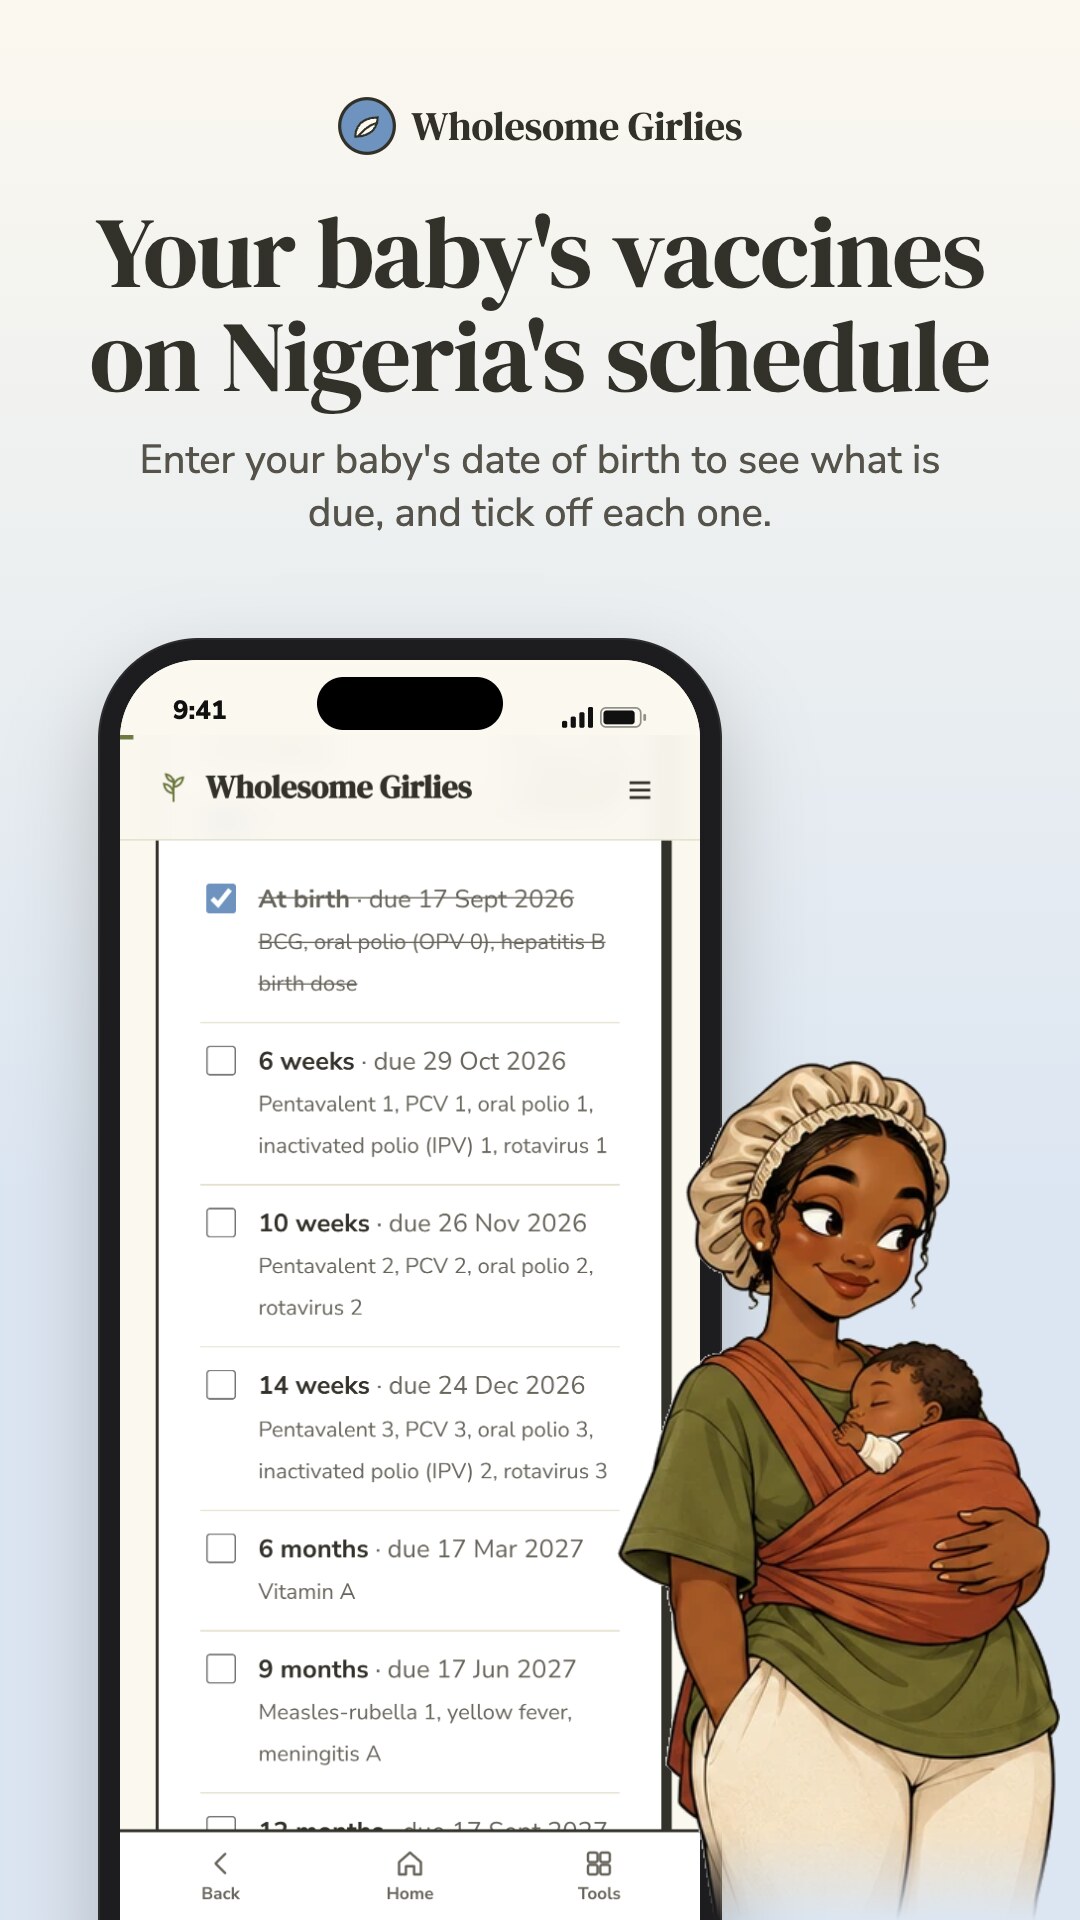 Wholesome Girlies
Your baby's vaccines
on Nigeria's schedule
Enter your baby's date of birth to see what is
due, and tick off each one.
9:41
Wholesome Girlies
At birth · due 17 Sept 2026
BCG, oral polio (OPV 0), hepatitis B
birth dose
6 weeks · due 29 Oct 2026
Pentavalent 1, PCV 1, oral polio 1,
inactivated polio (IPV) 1, rotavirus 1
10 weeks · due 26 Nov 2026
Pentavalent 2, PCV 2, oral polio 2,
rotavirus 2
14 weeks · due 24 Dec 2026
Pentavalent 3, PCV 3, oral polio 3,
inactivated polio (IPV) 2, rotavirus 3
6 months · due 17 Mar 2027
Vitamin A
9 months · due 17 Jun 2027
Measles-rubella 1, yellow fever,
meningitis A
12 months · due 17 Sept 2027
Back
Home
Tools